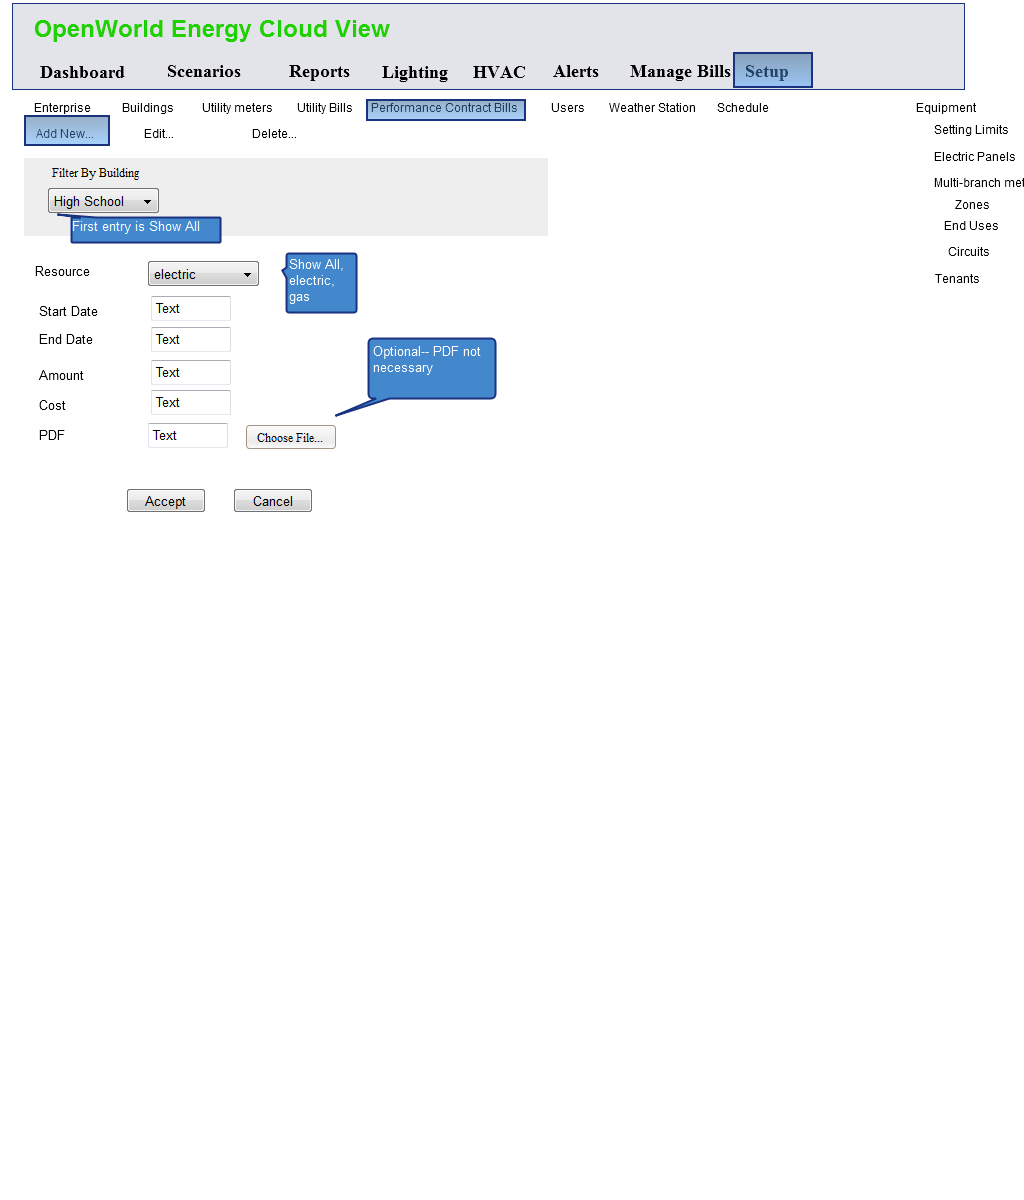 OpenWorld Energy Cloud View
Dashboard Scenarios Reports Lighting HVAC Alerts Manage Bills Setup
Enterprise Buildings Utility meters Utility Bills Performance Contract Bills Users Weather Station Schedule Equipment
Add New... Edit... Delete...
Setting Limits
Electric Panels
Multi-branch met
Zones
End Uses
Circuits
Tenants
Filter By Building
High School
First entry is Show All
Resource electric
Show All,
electric,
gas
Start Date Text
End Date Text
Optional-- PDF not
necessary
Amount Text
Cost Text
PDF Text Choose File...
Accept Cancel